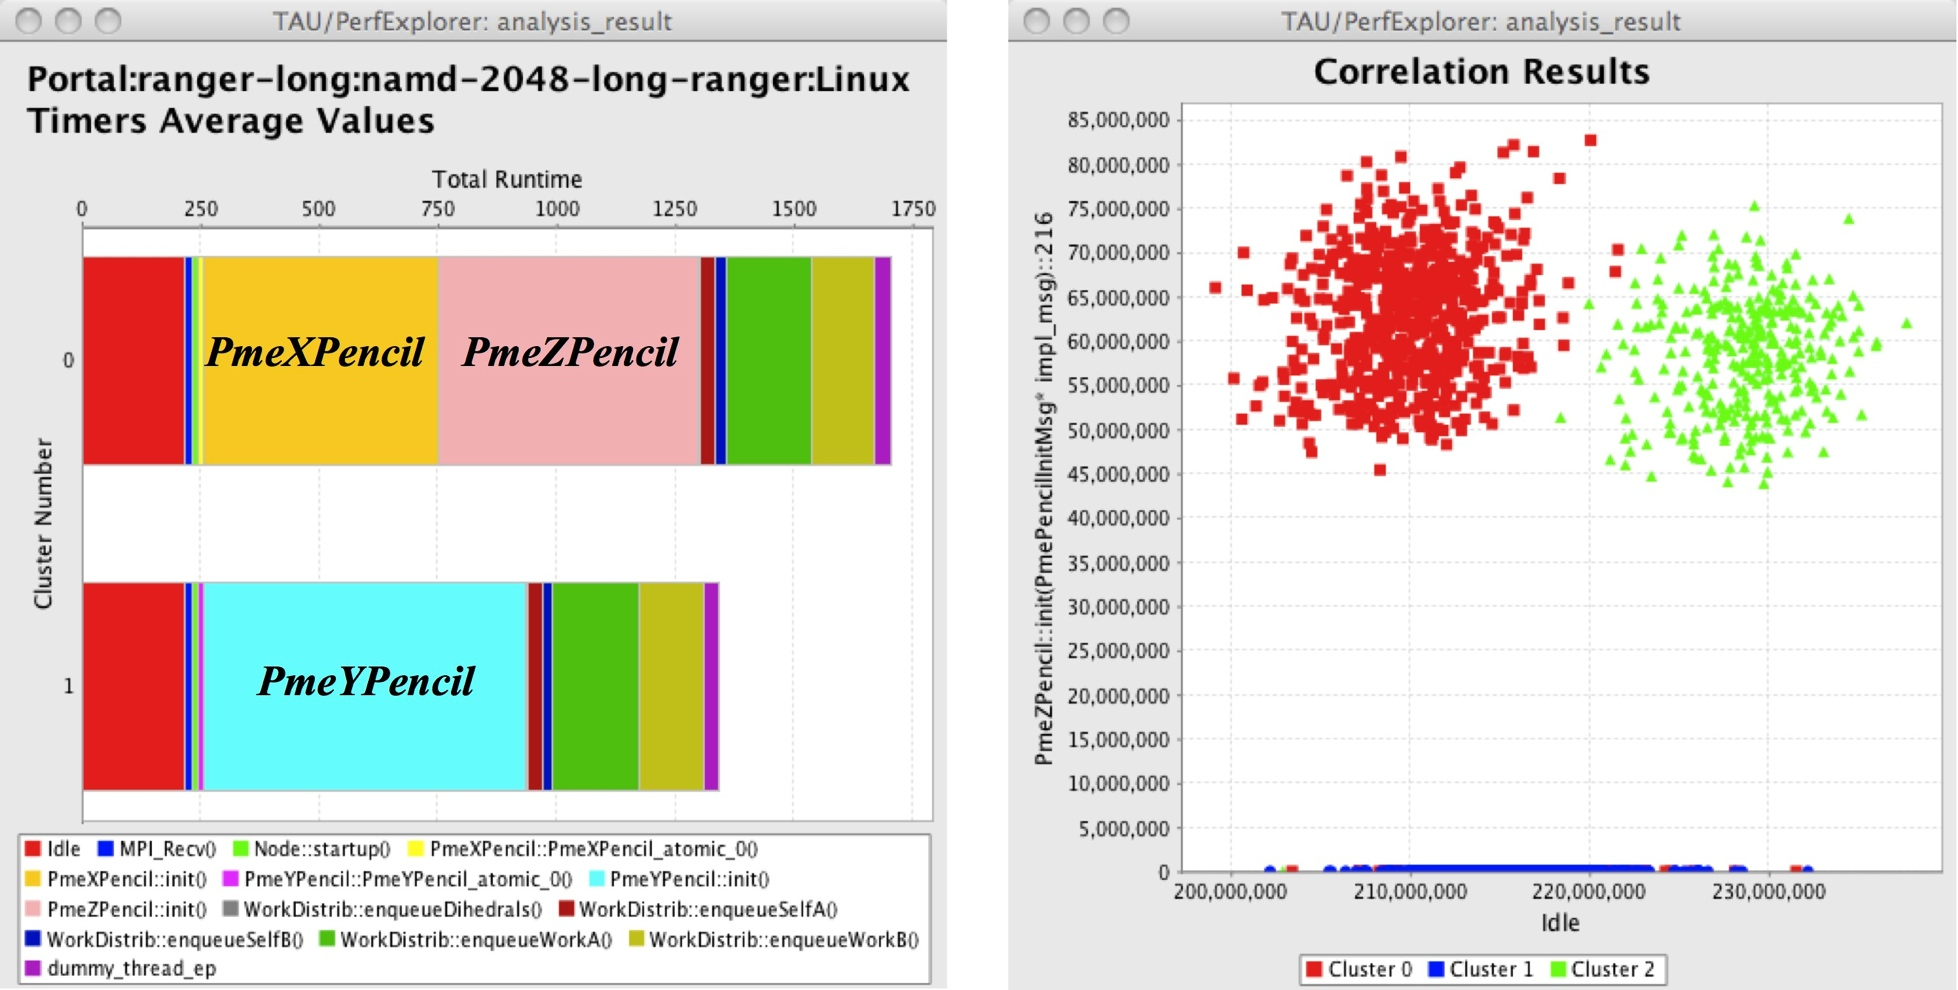 TAU/PerfExplorer: analysis_result
Portal:ranger-long:namd-2048-long-ranger:Linux
Timers Average Values
Total Runtime
0 250 500 750 1000 1250 1500 1750
Cluster Number
0
PmeXPencil PmeZPencil
1
PmeYPencil
Idle MPI_Recv() Node::startup() PmeXPencil::PmeXPencil_atomic_0()
PmeXPencil::init() PmeYPencil::PmeYPencil_atomic_0() PmeYPencil::init()
PmeZPencil::init() WorkDistrib::enqueueDihedrals() WorkDistrib::enqueueSelfA()
WorkDistrib::enqueueSelfB() WorkDistrib::enqueueWorkA() WorkDistrib::enqueueWorkB()
dummy_thread_ep
TAU/PerfExplorer: analysis_result
Correlation Results
PmeZPencil::init(PmePencilInitMsg* impl_msg)::216
85,000,000
80,000,000
75,000,000
70,000,000
65,000,000
60,000,000
55,000,000
50,000,000
45,000,000
40,000,000
35,000,000
30,000,000
25,000,000
20,000,000
15,000,000
10,000,000
5,000,000
0
200,000,000 210,000,000 220,000,000 230,000,000
Idle
Cluster 0 Cluster 1 Cluster 2